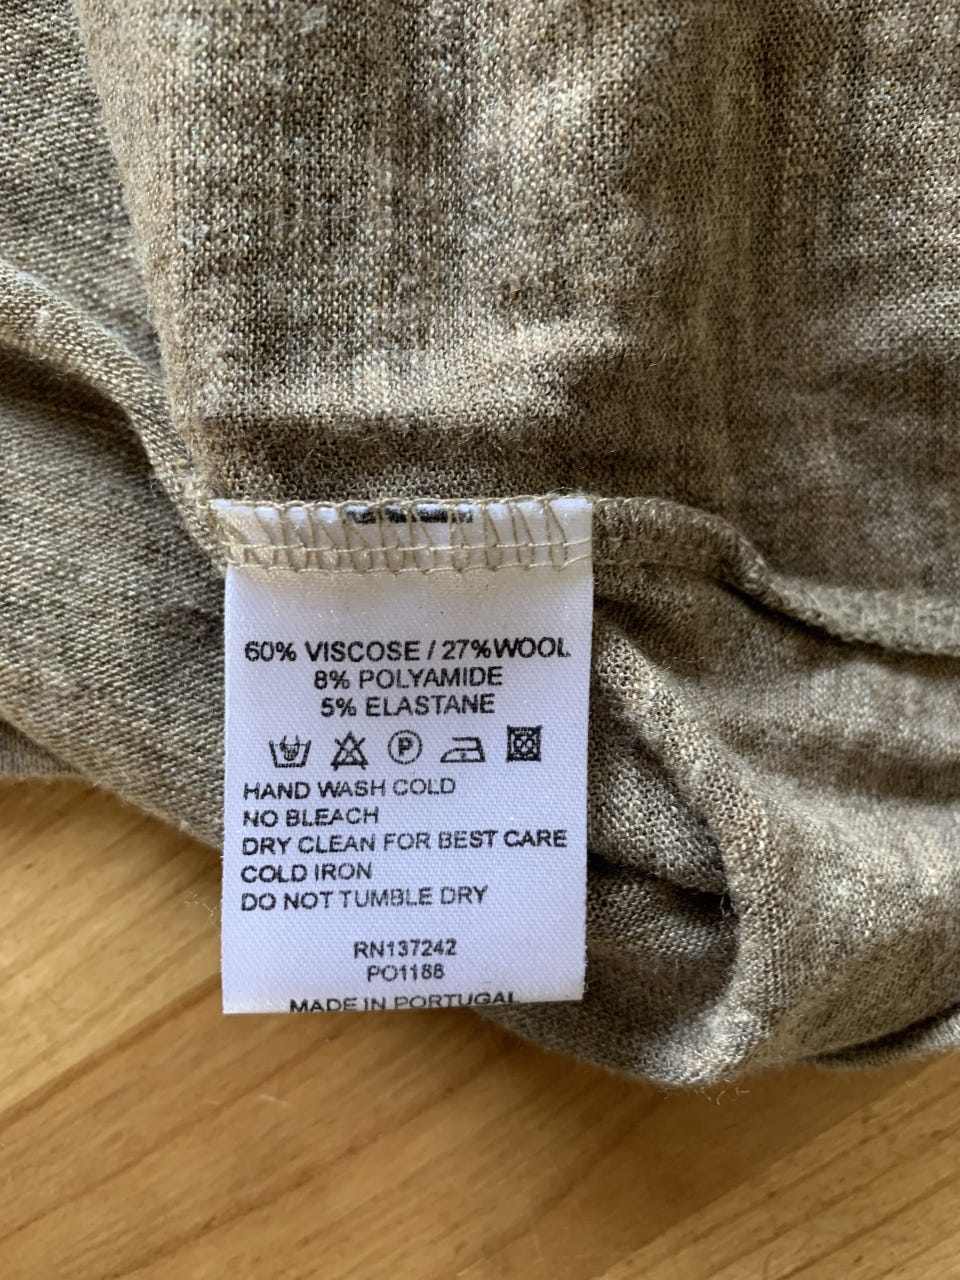 60% VISCOSE / 27%WOOL
8% POLYAMIDE
5% ELASTANE
P
HAND WASH COLD
NO BLEACH
DRY CLEAN FOR BEST CARE
COLD IRON
DO NOT TUMBLE DRY
RN137242
PO1188
MADE IN PORTUGAL